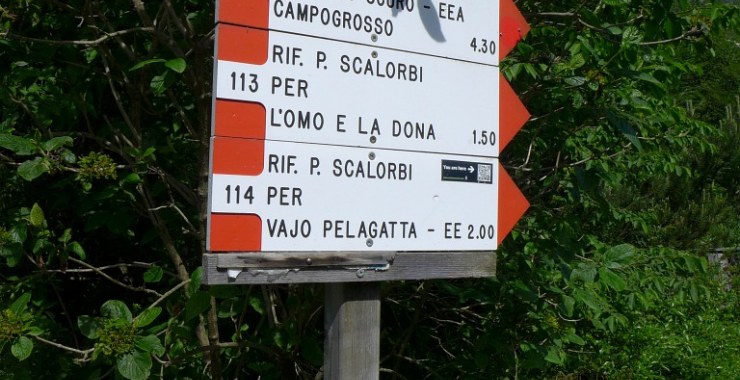 - EEA
CAMPOGROSSO 4.30
RIF. P. SCALORBI
113 PER
L'OMO E LA DONA 1.50
RIF. P. SCALORBI
You are here
114 PER
VAJO PELAGATTA - EE 2.00